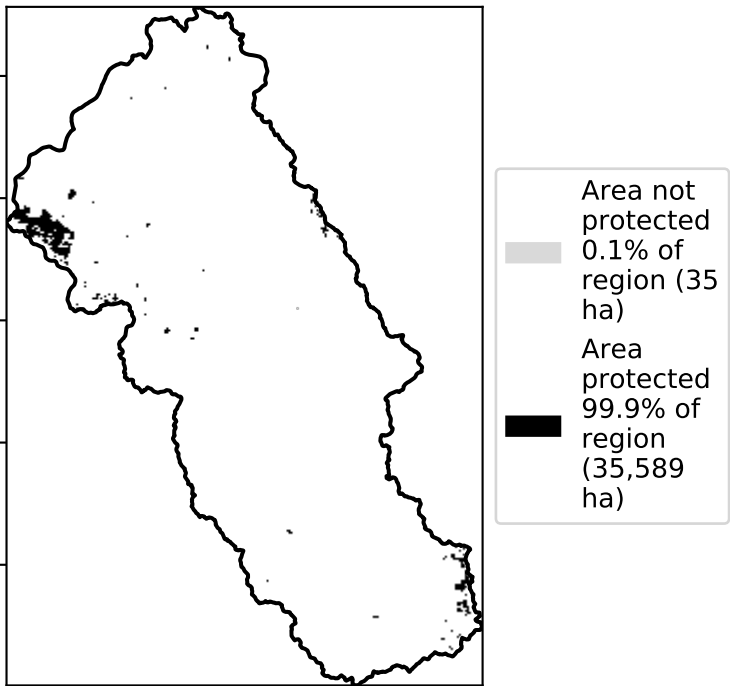 Area not
protected
0.1% of
region (35
ha)
Area
protected
99.9% of
region
(35,589
ha)